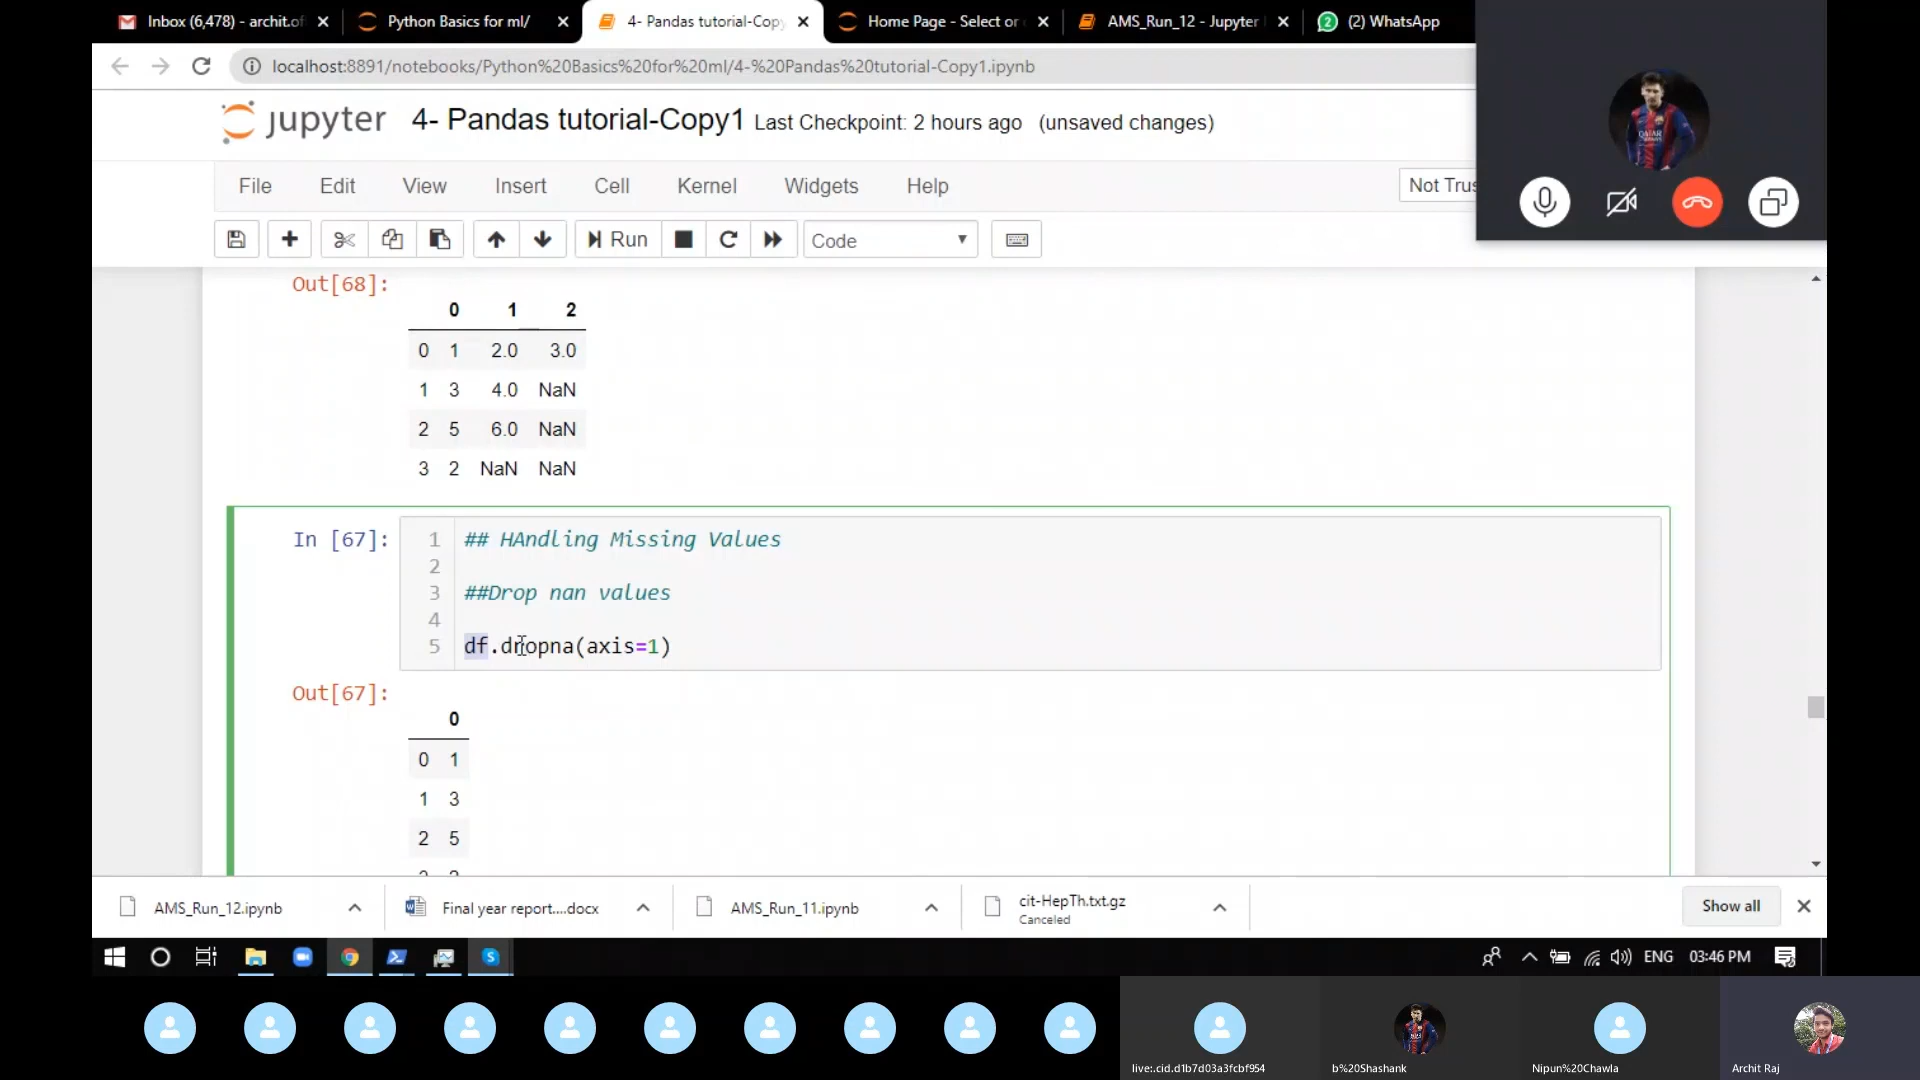 Inbox (6,478) - archit.of
Python Basics for ml/
4- Pandas tutorial-Copy
Home Page - Select or
AMS_Run_12 - Jupyter
(2) WhatsApp
localhost:8891/notebooks/Python%20Basics%20for%20ml/4-%20Pandas%20tutorial-Copy1.ipynb
jupyter 4- Pandas tutorial-Copy1 Last Checkpoint: 2 hours ago (unsaved changes)
File Edit View Insert Cell Kernel Widgets Help Not Trus
Run Code
Out[68]:
0 1 2
0 1 2.0 3.0
1 3 4.0 NaN
2 5 6.0 NaN
3 2 NaN NaN
In [67]:
1 ## HAndling Missing Values
2
3 ##Drop nan values
4
5 df.dropna(axis=1)
Out[67]:
0
0 1
1 3
2 5
AMS_Run_12.ipynb
Final year report....docx
AMS_Run_11.ipynb
cit-HepTh.txt.gz
Canceled
Show all
ENG 03:46 PM
QATAR
live:.cid.d1b7d03a3fcbf954
b%20Shashank
Nipun%20Chawla
Archit Raj